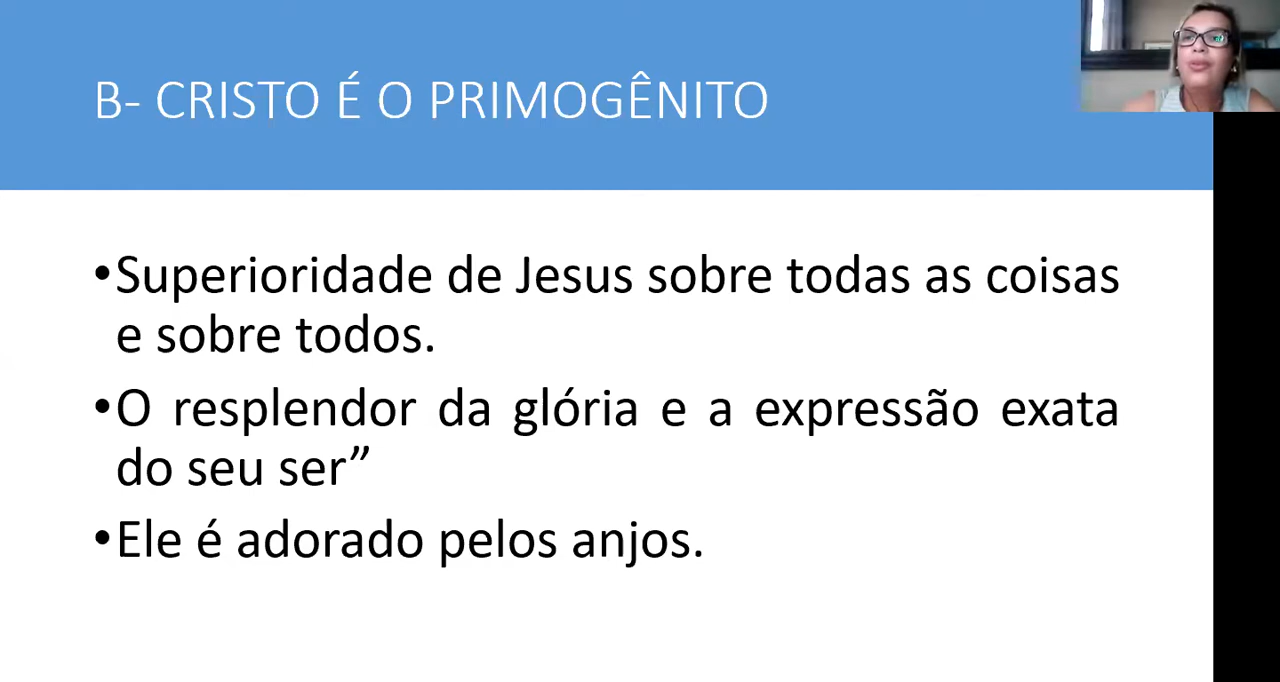 B- CRISTO É O PRIMOGÊNITO
•Superioridade de Jesus sobre todas as coisas
e sobre todos.
•O resplendor da glória e a expressão exata
do seu ser”
•Ele é adorado pelos anjos.